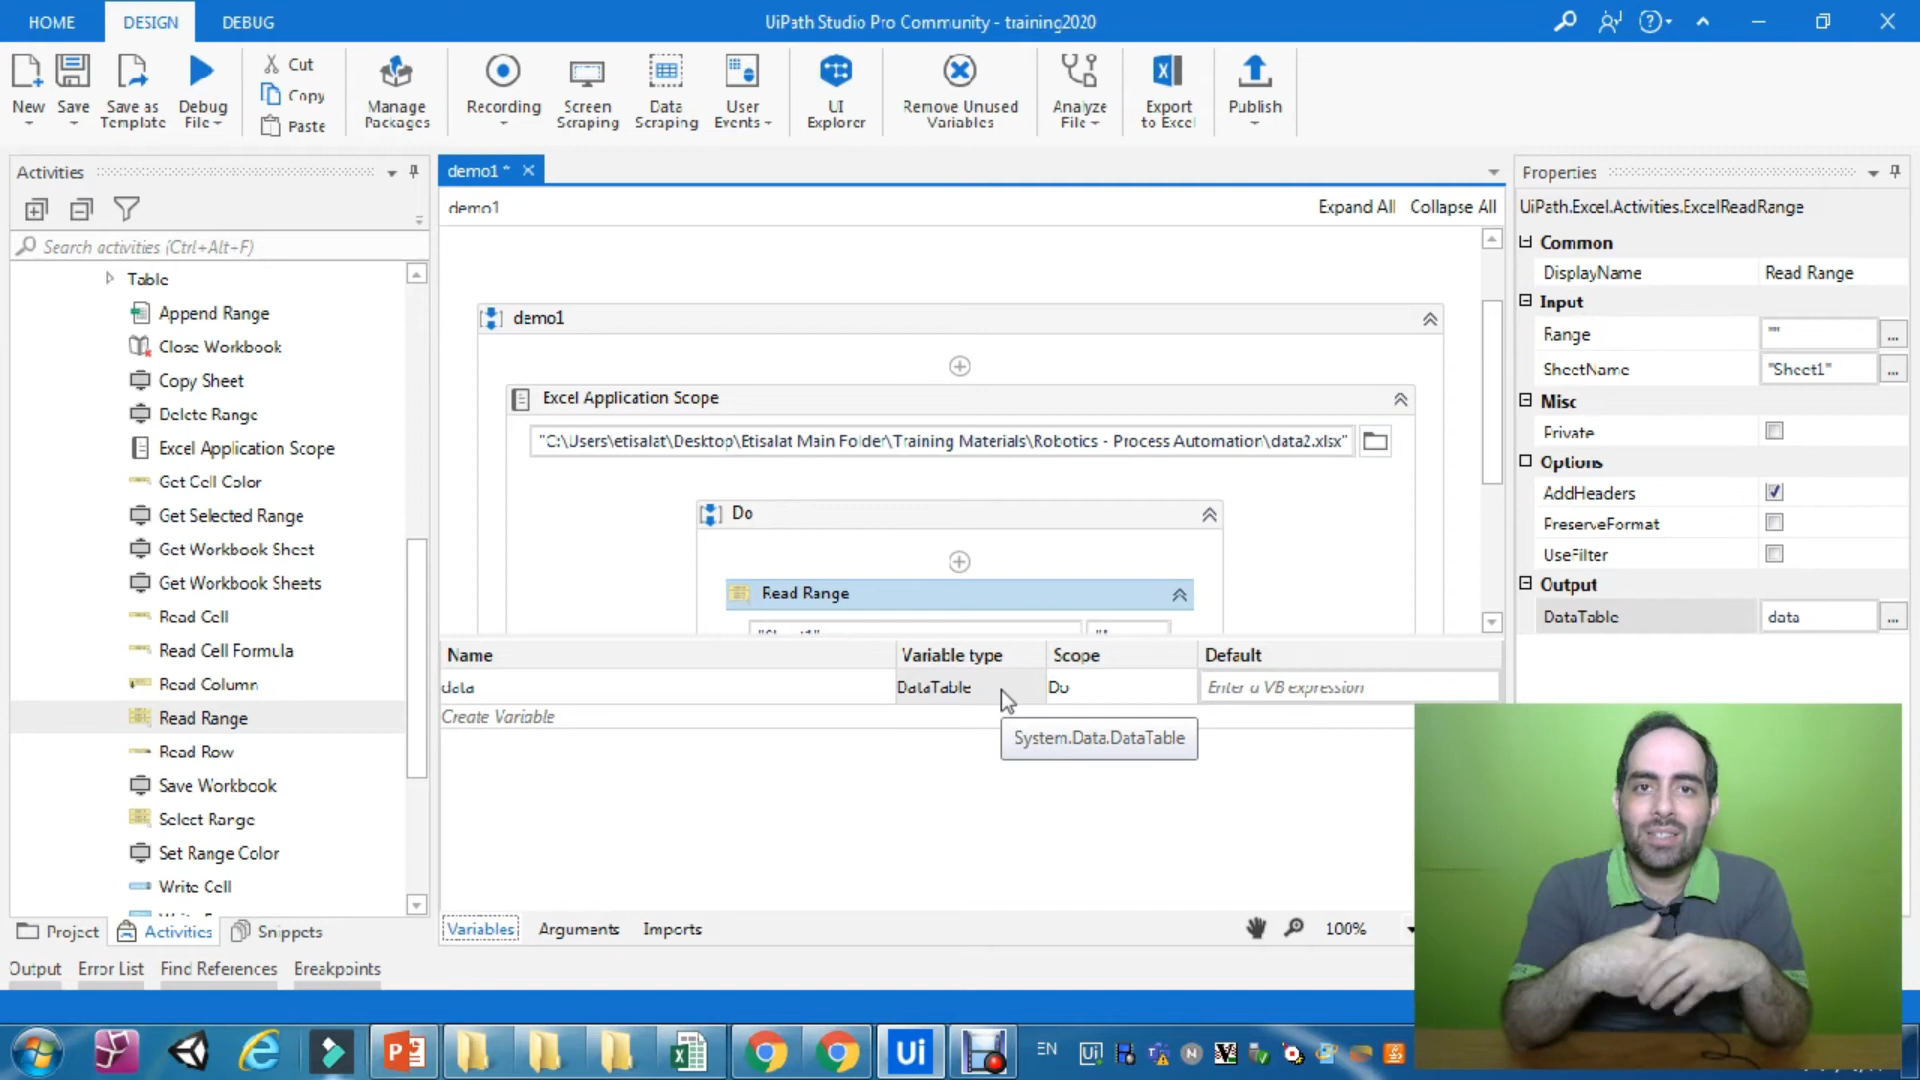 HOME DESIGN DEBUG UiPath Studio Pro Community - training2020
New Save Save as Template Debug File
Cut
Copy
Paste
Manage Packages
Recording
Screen Scraping
Data Scraping
User Events
UI Explorer
Remove Unused Variables
Analyze File
Export to Excel
Publish
Activities
Search activities (Ctrl+Alt+F)
Table
Append Range
Close Workbook
Copy Sheet
Delete Range
Excel Application Scope
Get Cell Color
Get Selected Range
Get Workbook Sheet
Get Workbook Sheets
Read Cell
Read Cell Formula
Read Column
Read Range
Read Row
Save Workbook
Select Range
Set Range Color
Write Cell
Project Activities Snippets
demo1 *
demo1 Expand All Collapse All
demo1
Excel Application Scope
"C:\Users\etisalat\Desktop\Etisalat Main Folder\Training Materials\Robotics - Process Automation\data2.xlsx"
Do
Read Range
"Sheet1"
Name Variable type Scope Default
data DataTable Do Enter a VB expression
Create Variable
System.Data.DataTable
Variables Arguments Imports 100%
Properties
UiPath.Excel.Activities.ExcelReadRange
Common
DisplayName Read Range
Input
Range "" ...
SheetName "Sheet1" ...
Misc
Private
Options
AddHeaders
PreserveFormat
UseFilter
Output
DataTable data ...
Output Error List Find References Breakpoints
Ui EN